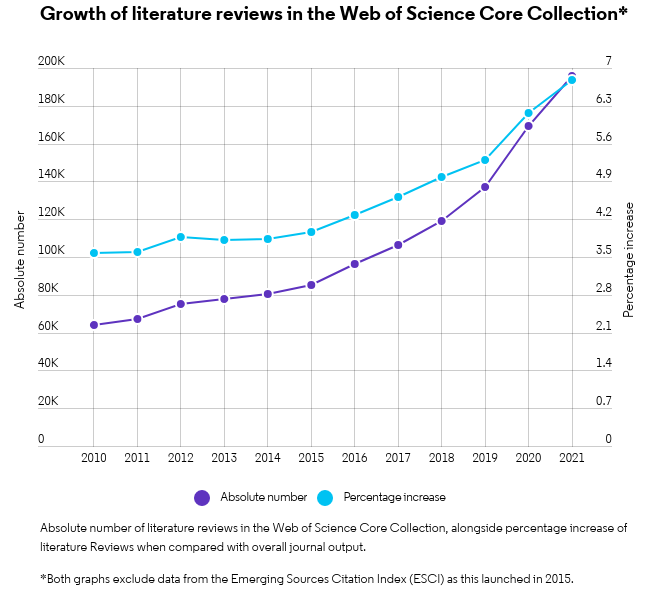 Growth of literature reviews in the Web of Science Core Collection*
200K
7
180K
6.3
160K
5.6
140K
4.9
120K
4.2
100K
3.5
80K
2.8
60K
2.1
40K
1.4
20K
0.7
0
0
Absolute number
Percentage increase
2010 2011 2012 2013 2014 2015 2016 2017 2018 2019 2020 2021
Absolute number Percentage increase
Absolute number of literature reviews in the Web of Science Core Collection, alongside percentage increase of
literature Reviews when compared with overall journal output.
*Both graphs exclude data from the Emerging Sources Citation Index (ESCI) as this launched in 2015.